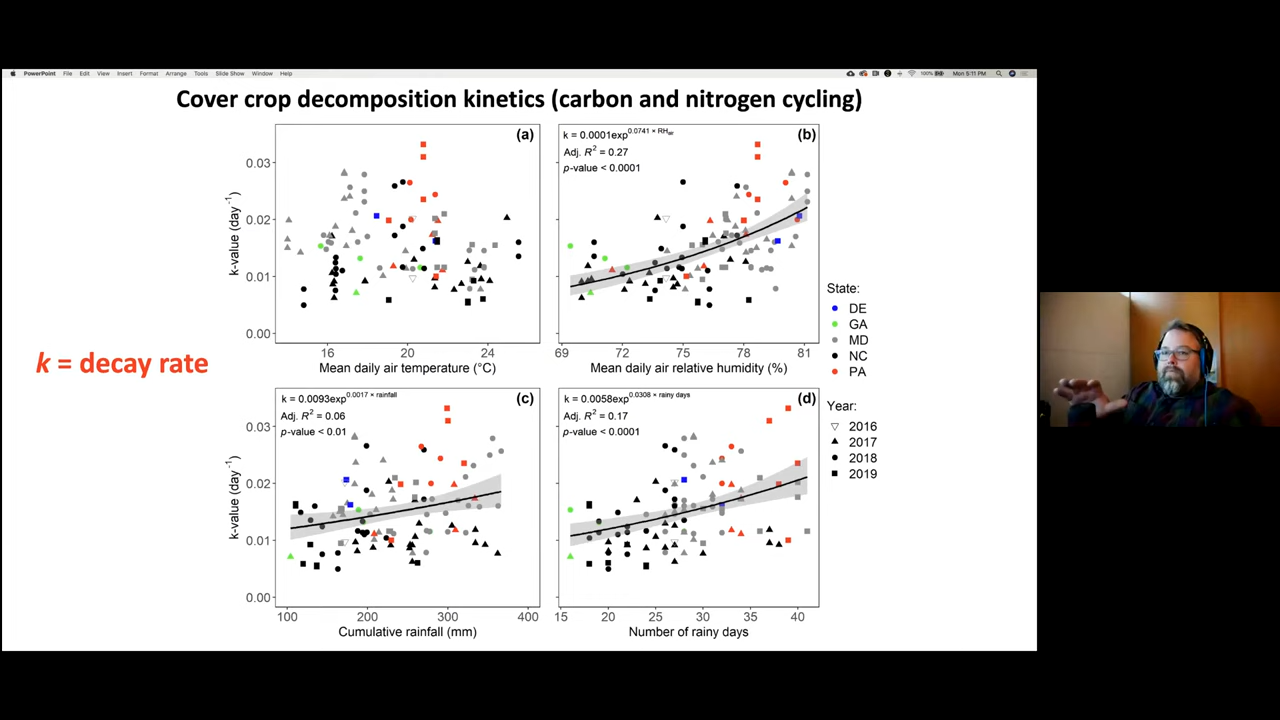 PowerPoint File Edit View Insert Format Arrange Tools Slide Show Window Help 100% Mon 5:11 PM
Cover crop decomposition kinetics (carbon and nitrogen cycling)
k = decay rate
(a)
k-value (day⁻¹)
0.03
0.02
0.01
0.00
16 20 24
Mean daily air temperature (°C)
(b)
k = 0.0001exp^0.0741 × RHair
Adj. R² = 0.27
p-value < 0.0001
69 72 75 78 81
Mean daily air relative humidity (%)
(c)
k = 0.0093exp^0.0017 × rainfall
Adj. R² = 0.06
p-value < 0.01
k-value (day⁻¹)
0.03
0.02
0.01
0.00
100 200 300 400
Cumulative rainfall (mm)
(d)
k = 0.0058exp^0.0308 × rainy days
Adj. R² = 0.17
p-value < 0.0001
15 20 25 30 35 40
Number of rainy days
State:
DE
GA
MD
NC
PA
Year:
2016
2017
2018
2019